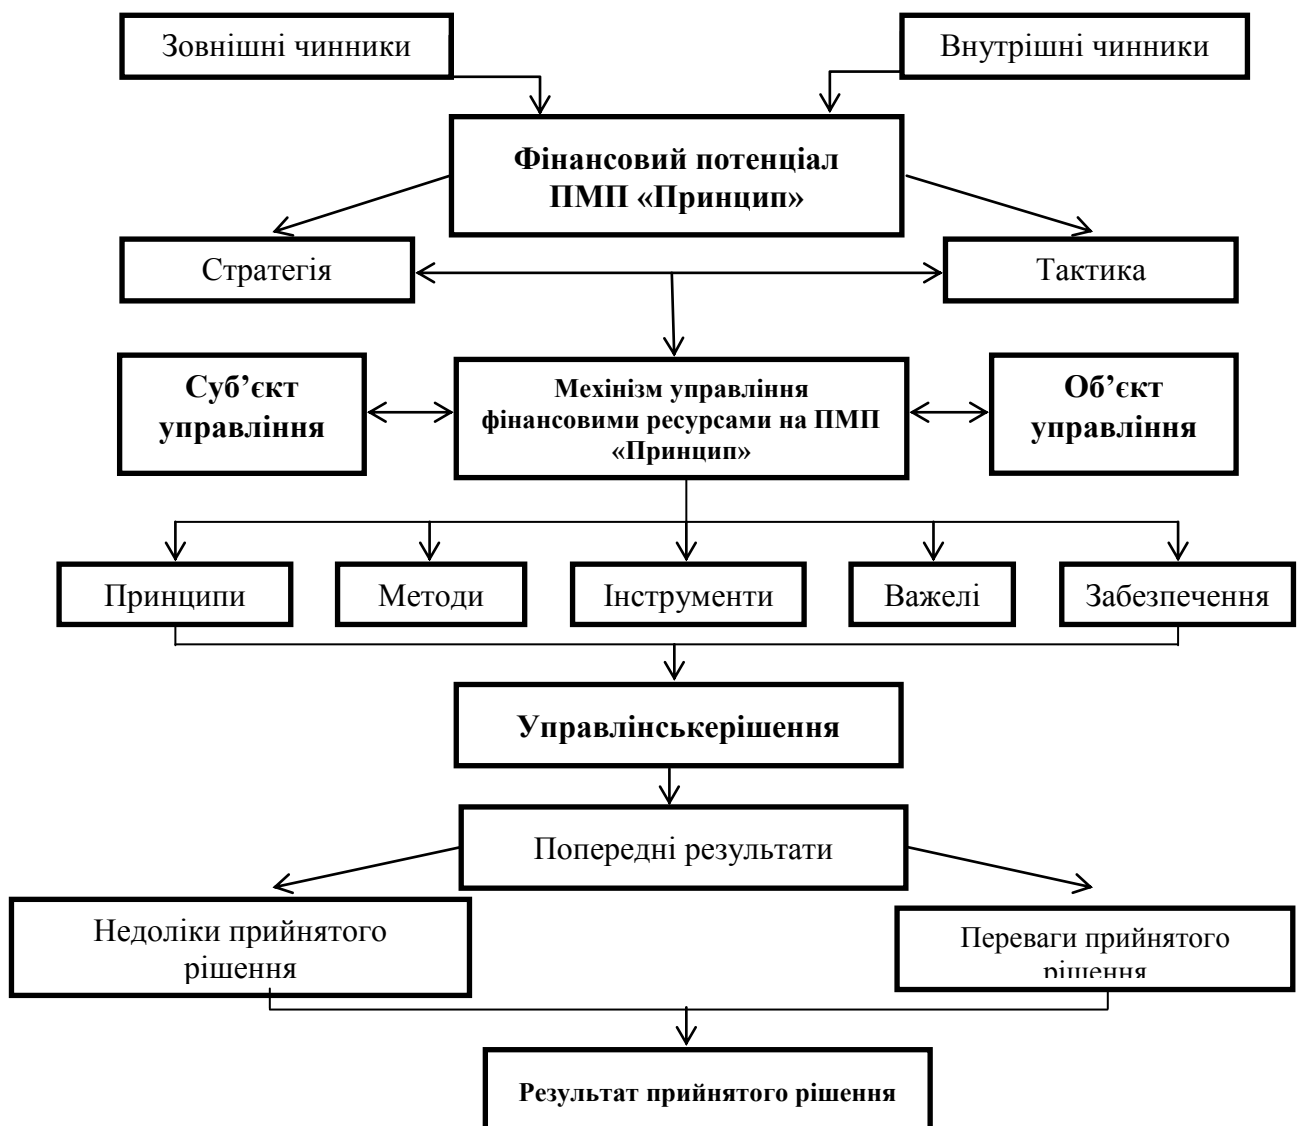 Зовнішні чинники
Внутрішні чинники
Фінансовий потенціал
ПМП «Принцип»
Стратегія
Тактика
Суб’єкт
управління
Мехінізм управління
фінансовими ресурсами на ПМП
«Принцип»
Об’єкт
управління
Принципи
Методи
Інструменти
Важелі
Забезпечення
Управлінськерішення
Попередні результати
Недоліки прийнятого
рішення
Переваги прийнятого
рішення
Результат прийнятого рішення